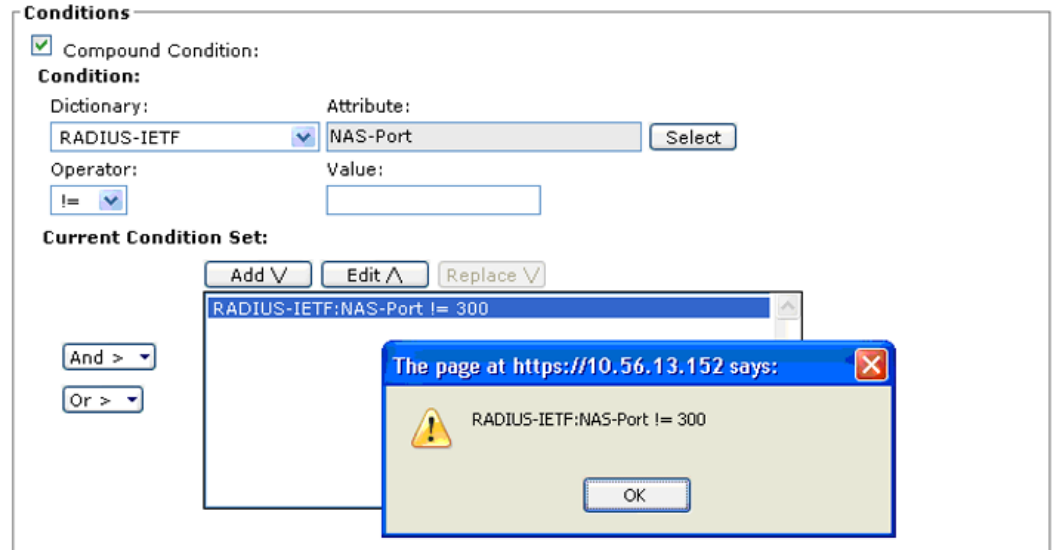 Conditions
Compound Condition:
Condition:
Dictionary: Attribute:
RADIUS-IETF NAS-Port Select
Operator: Value:
!=
Current Condition Set:
Add V Edit Λ Replace V
RADIUS-IETF:NAS-Port != 300
And >
Or >
The page at https://10.56.13.152 says:
RADIUS-IETF:NAS-Port != 300
OK